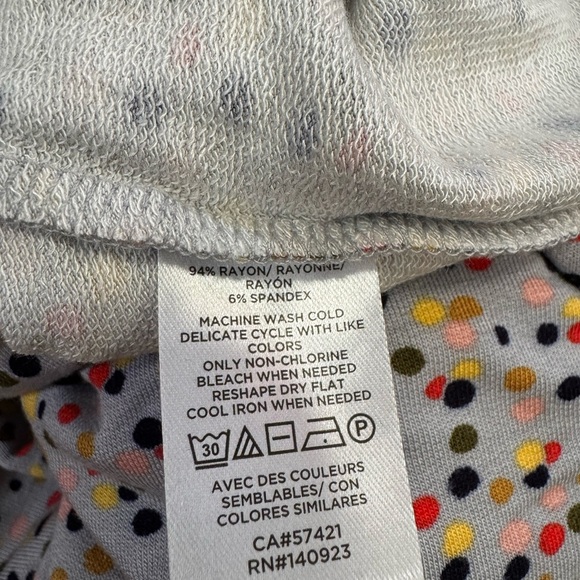 94% RAYON/ RAYONNE/
RAYÓN
6% SPANDEX
MACHINE WASH COLD
DELICATE CYCLE WITH LIKE
COLORS
ONLY NON-CHLORINE
BLEACH WHEN NEEDED
RESHAPE DRY FLAT
COOL IRON WHEN NEEDED
30 P
AVEC DES COULEURS
SEMBLABLES/ CON
COLORES SIMILARES
CA#57421
RN#140923